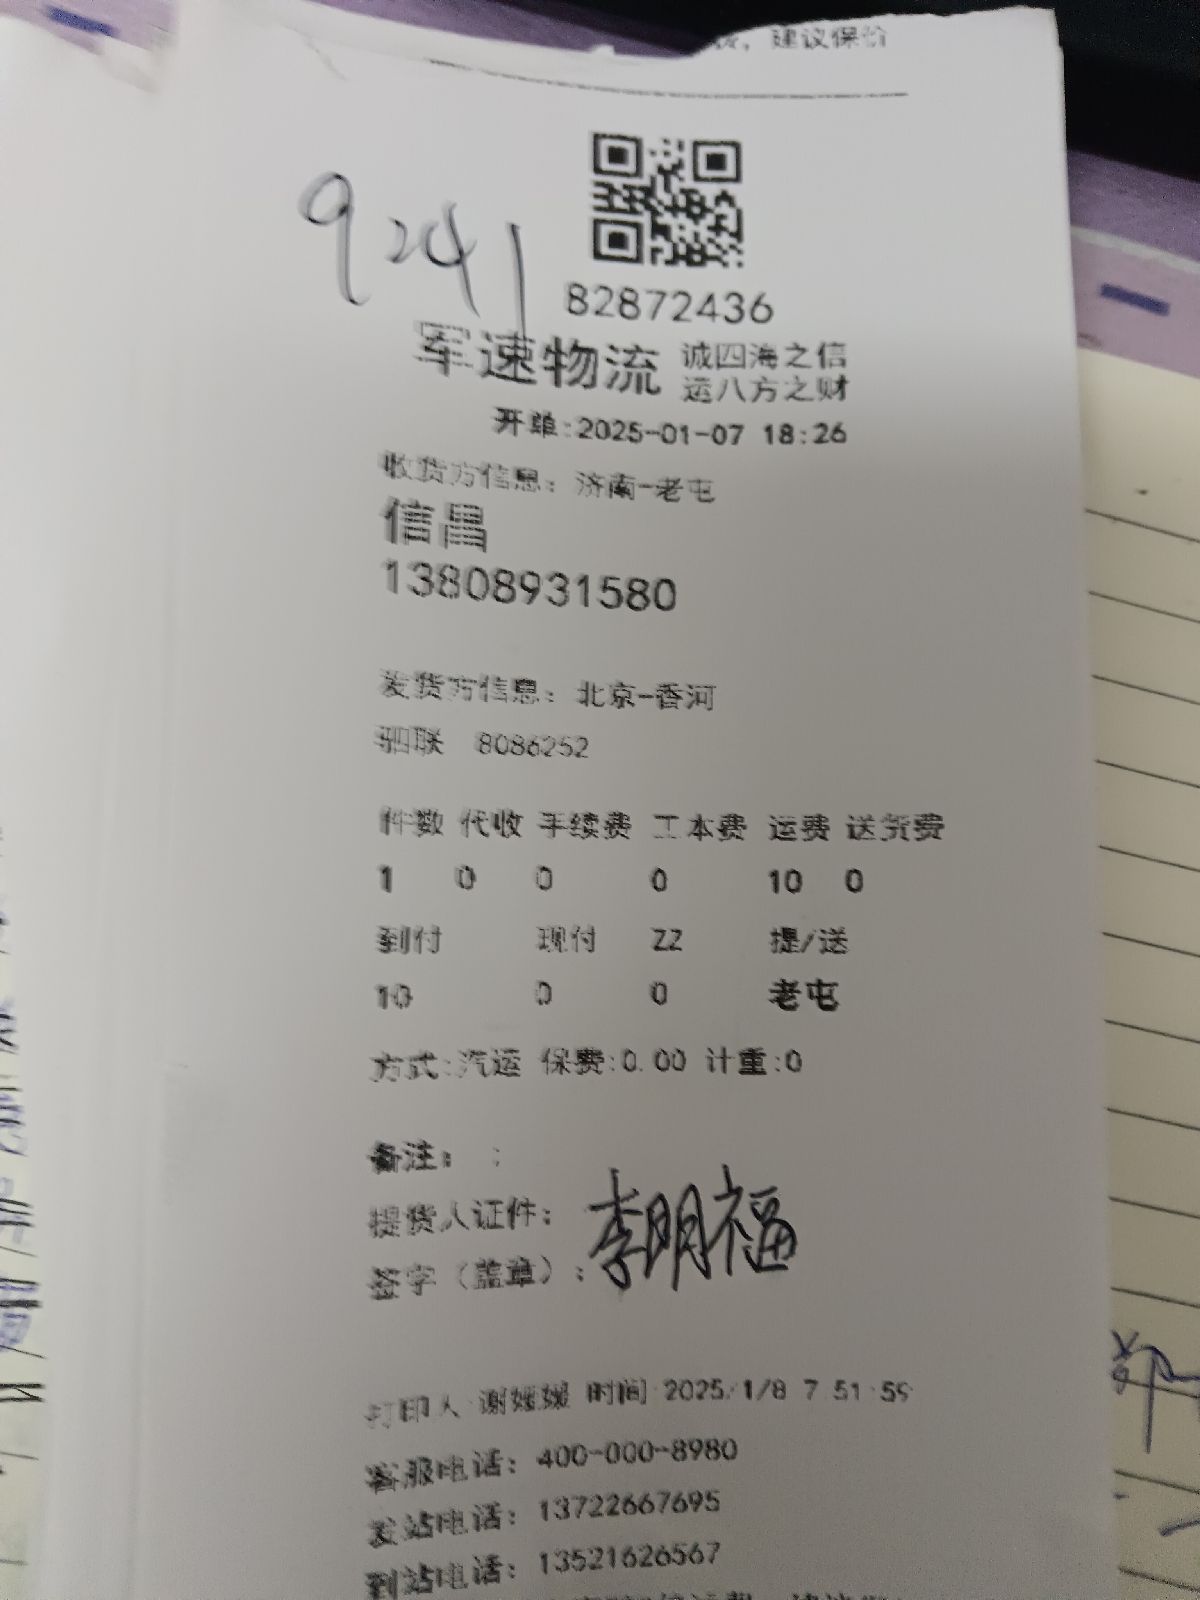 建议保价
9241
82872436
军速物流 诚四海之信
运八方之财
开单:2025-01-07 18:26
收货方信息：济南-老屯
信昌
13808931580
发货方信息：北京-香河
驷联 8086252
件数 代收 手续费 工本费 运费 送货费
1 0 0 0 10 0
到付 现付 ZZ 提/送
10 0 0 老屯
方式:汽运 保费:0.00 计重:0
备注： :
提货人证件：
签字（盖章）：李明福
打印人 谢媛媛 时间 2025/1/8 7:51:59
客服电话：400-000-8980
发站电话：13722667695
到站电话：13521626567